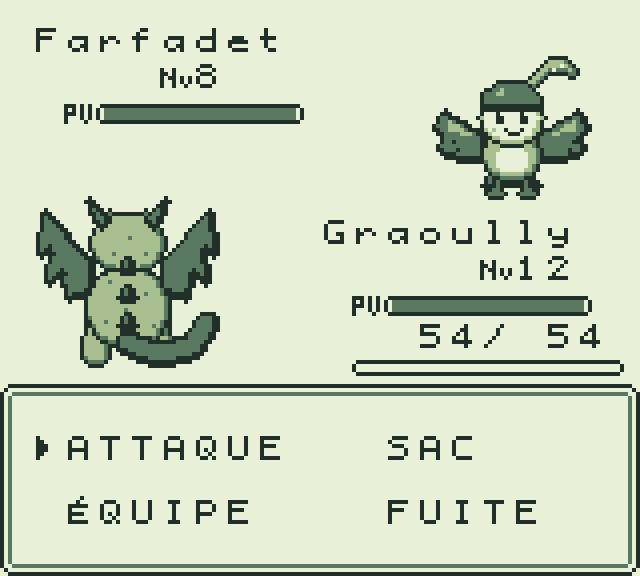 Farfadet
Nv8
PV
Graoully
Nv12
PV
54/ 54
ATTAQUE SAC
ÉQUIPE FUITE